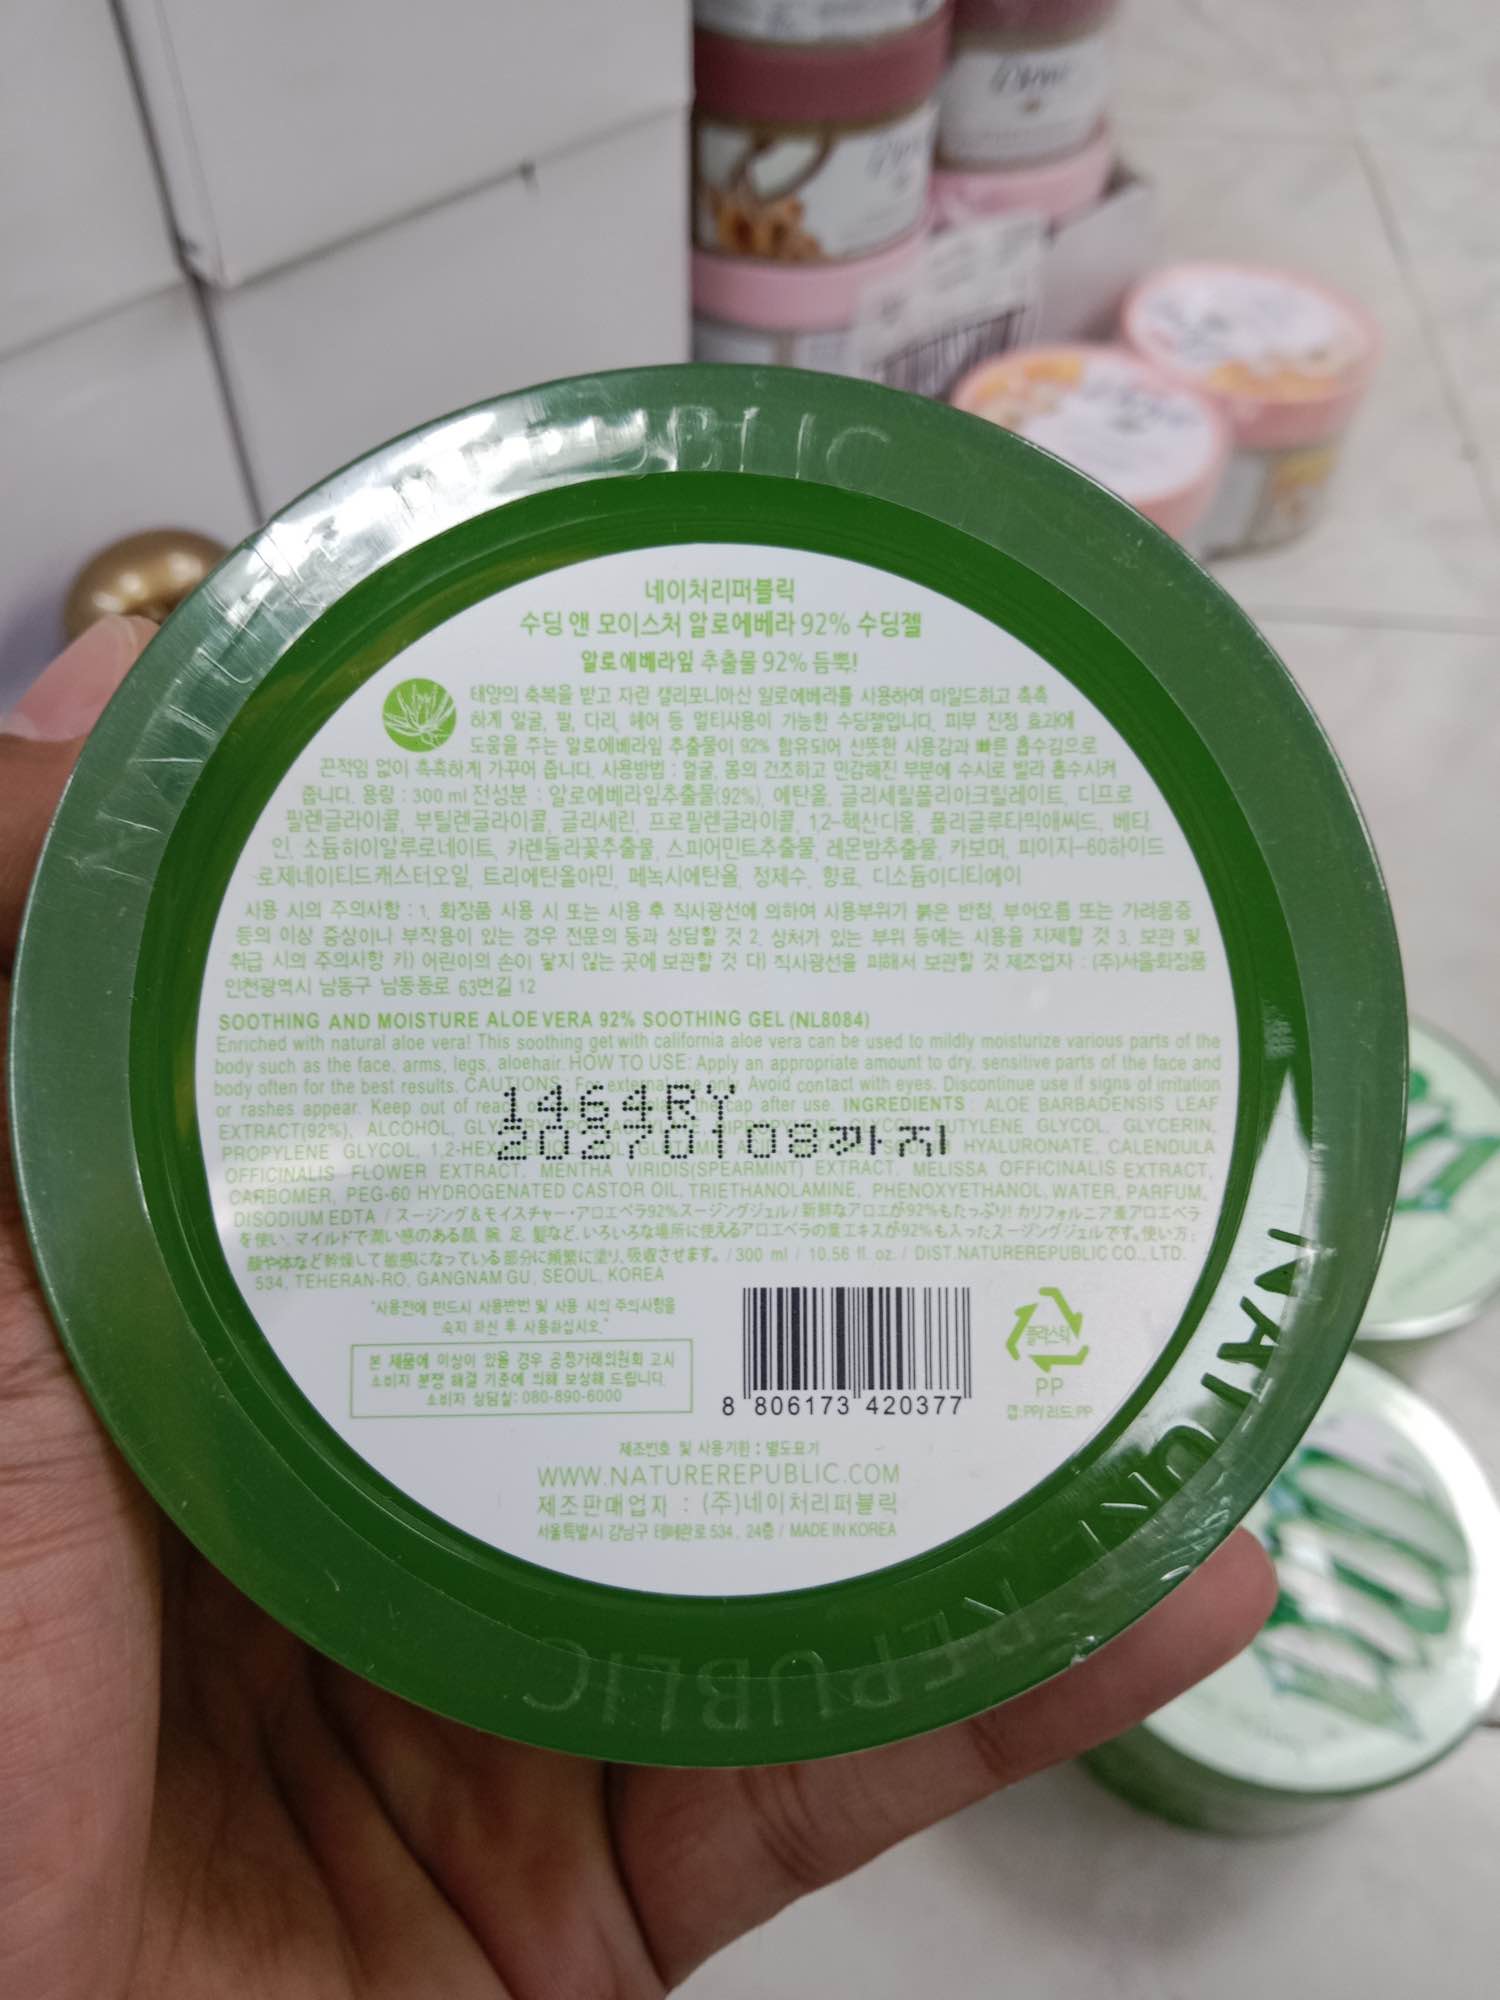 NATURE REPUBLIC
네이처리퍼블릭
수딩 앤 모이스처 알로에베라 92% 수딩젤
알로에베라잎 추출물 92% 듬뿍!
태양의 축복을 받고 자란 캘리포니아산 알로에베라를 사용하여 마일드하고 촉촉
하게 얼굴, 팔, 다리, 헤어 등 멀티사용이 가능한 수딩젤입니다. 피부 진정 효과에
도움을 주는 알로에베라잎 추출물이 92% 함유되어 산뜻한 사용감과 빠른 흡수감으로
끈적임 없이 촉촉하게 가꾸어 줍니다. 사용방법 : 얼굴, 몸의 건조하고 민감해진 부분에 수시로 발라 흡수시켜
줍니다. 용량 : 300 ml 전성분 : 알로에베라잎추출물(92%), 에탄올, 글리세릴폴리아크릴레이트, 디프로
필렌글라이콜, 부틸렌글라이콜, 글리세린, 프로필렌글라이콜, 1,2-헥산디올, 폴리글루타믹애씨드, 베타
인, 소듐하이알루로네이트, 카렌둘라꽃추출물, 스피어민트추출물, 레몬밤추출물, 카보머, 피이지-60하이드
로제네이티드캐스터오일, 트리에탄올아민, 페녹시에탄올, 정제수, 향료, 디소듐이디티에이
사용 시의 주의사항 : 1. 화장품 사용 시 또는 사용 후 직사광선에 의하여 사용부위가 붉은 반점, 부어오름 또는 가려움증
등의 이상 증상이나 부작용이 있는 경우 전문의 등과 상담할 것 2. 상처가 있는 부위 등에는 사용을 자제할 것 3. 보관 및
취급 시의 주의사항 가) 어린이의 손이 닿지 않는 곳에 보관할 것 대) 직사광선을 피해서 보관할 것 제조업자 : (주)서울화장품
인천광역시 남동구 남동동로 63번길 12
SOOTHING AND MOISTURE ALOE VERA 92% SOOTHING GEL (NL8084)
Enriched with natural aloe vera! This soothing get with california aloe vera can be used to mildly moisturize various parts of the
body such as the face, arms, legs, aloehair. HOW TO USE: Apply an appropriate amount to dry, sensitive parts of the face and
body often for the best results. CAUTIONS: For external use only. Avoid contact with eyes. Discontinue use if signs of irritation
or rashes appear. Keep out of reach the cap after use. INGREDIENTS : ALOE BARBADENSIS LEAF
1464RY
EXTRACT(92%), ALCOHOL, BUTYLENE GLYCOL, GLYCERIN,
20270108까지
PROPYLENE GLYCOL, HYALURONATE, CALENDULA
OFFICINALIS FLOWER EXTRACT, MENTHA VIRIDIS(SPEARMINT) EXTRACT, MELISSA OFFICINALIS EXTRACT,
CARBOMER, PEG-60 HYDROGENATED CASTOR OIL, TRIETHANOLAMINE, PHENOXYETHANOL, WATER, PARFUM,
DISODIUM EDTA / スージング&モイスチャー・アロエベラ92%スージングジェル / 新鮮なアロエが92%もたっぷり! カリフォルニア産アロエベラ
を使い、マイルドで潤い感のある顔、腕、足、髪など、いろいろな場所に使えるアロエベラの葉エキスが92%も入ったスージングジェルです。使い方:
顔や体など乾燥して敏感になっている部分に頻繁に塗り、吸収させます。/ 300 ml / 10.56 fl. oz. / DIST.NATUREREPUBLIC CO., LTD.
534, TEHERAN-RO, GANGNAM GU, SEOUL, KOREA
"사용전에 반드시 사용방법 및 사용 시의 주의사항을
숙지 하신 후 사용하십시오."
본 제품에 이상이 있을 경우 공정거래위원회 고시
소비자 분쟁 해결 기준에 의해 보상해 드립니다.
소비자 상담실: 080-890-6000
8 806173 420377
플라스틱
PP
캡:PP/리드:PP
제조번호 및 사용기한 : 별도표기
WWW.NATUREREPUBLIC.COM
제조판매업자 : (주)네이처리퍼블릭
서울특별시 강남구 테헤란로 534, 24층 / MADE IN KOREA
NATURE REPUBLIC